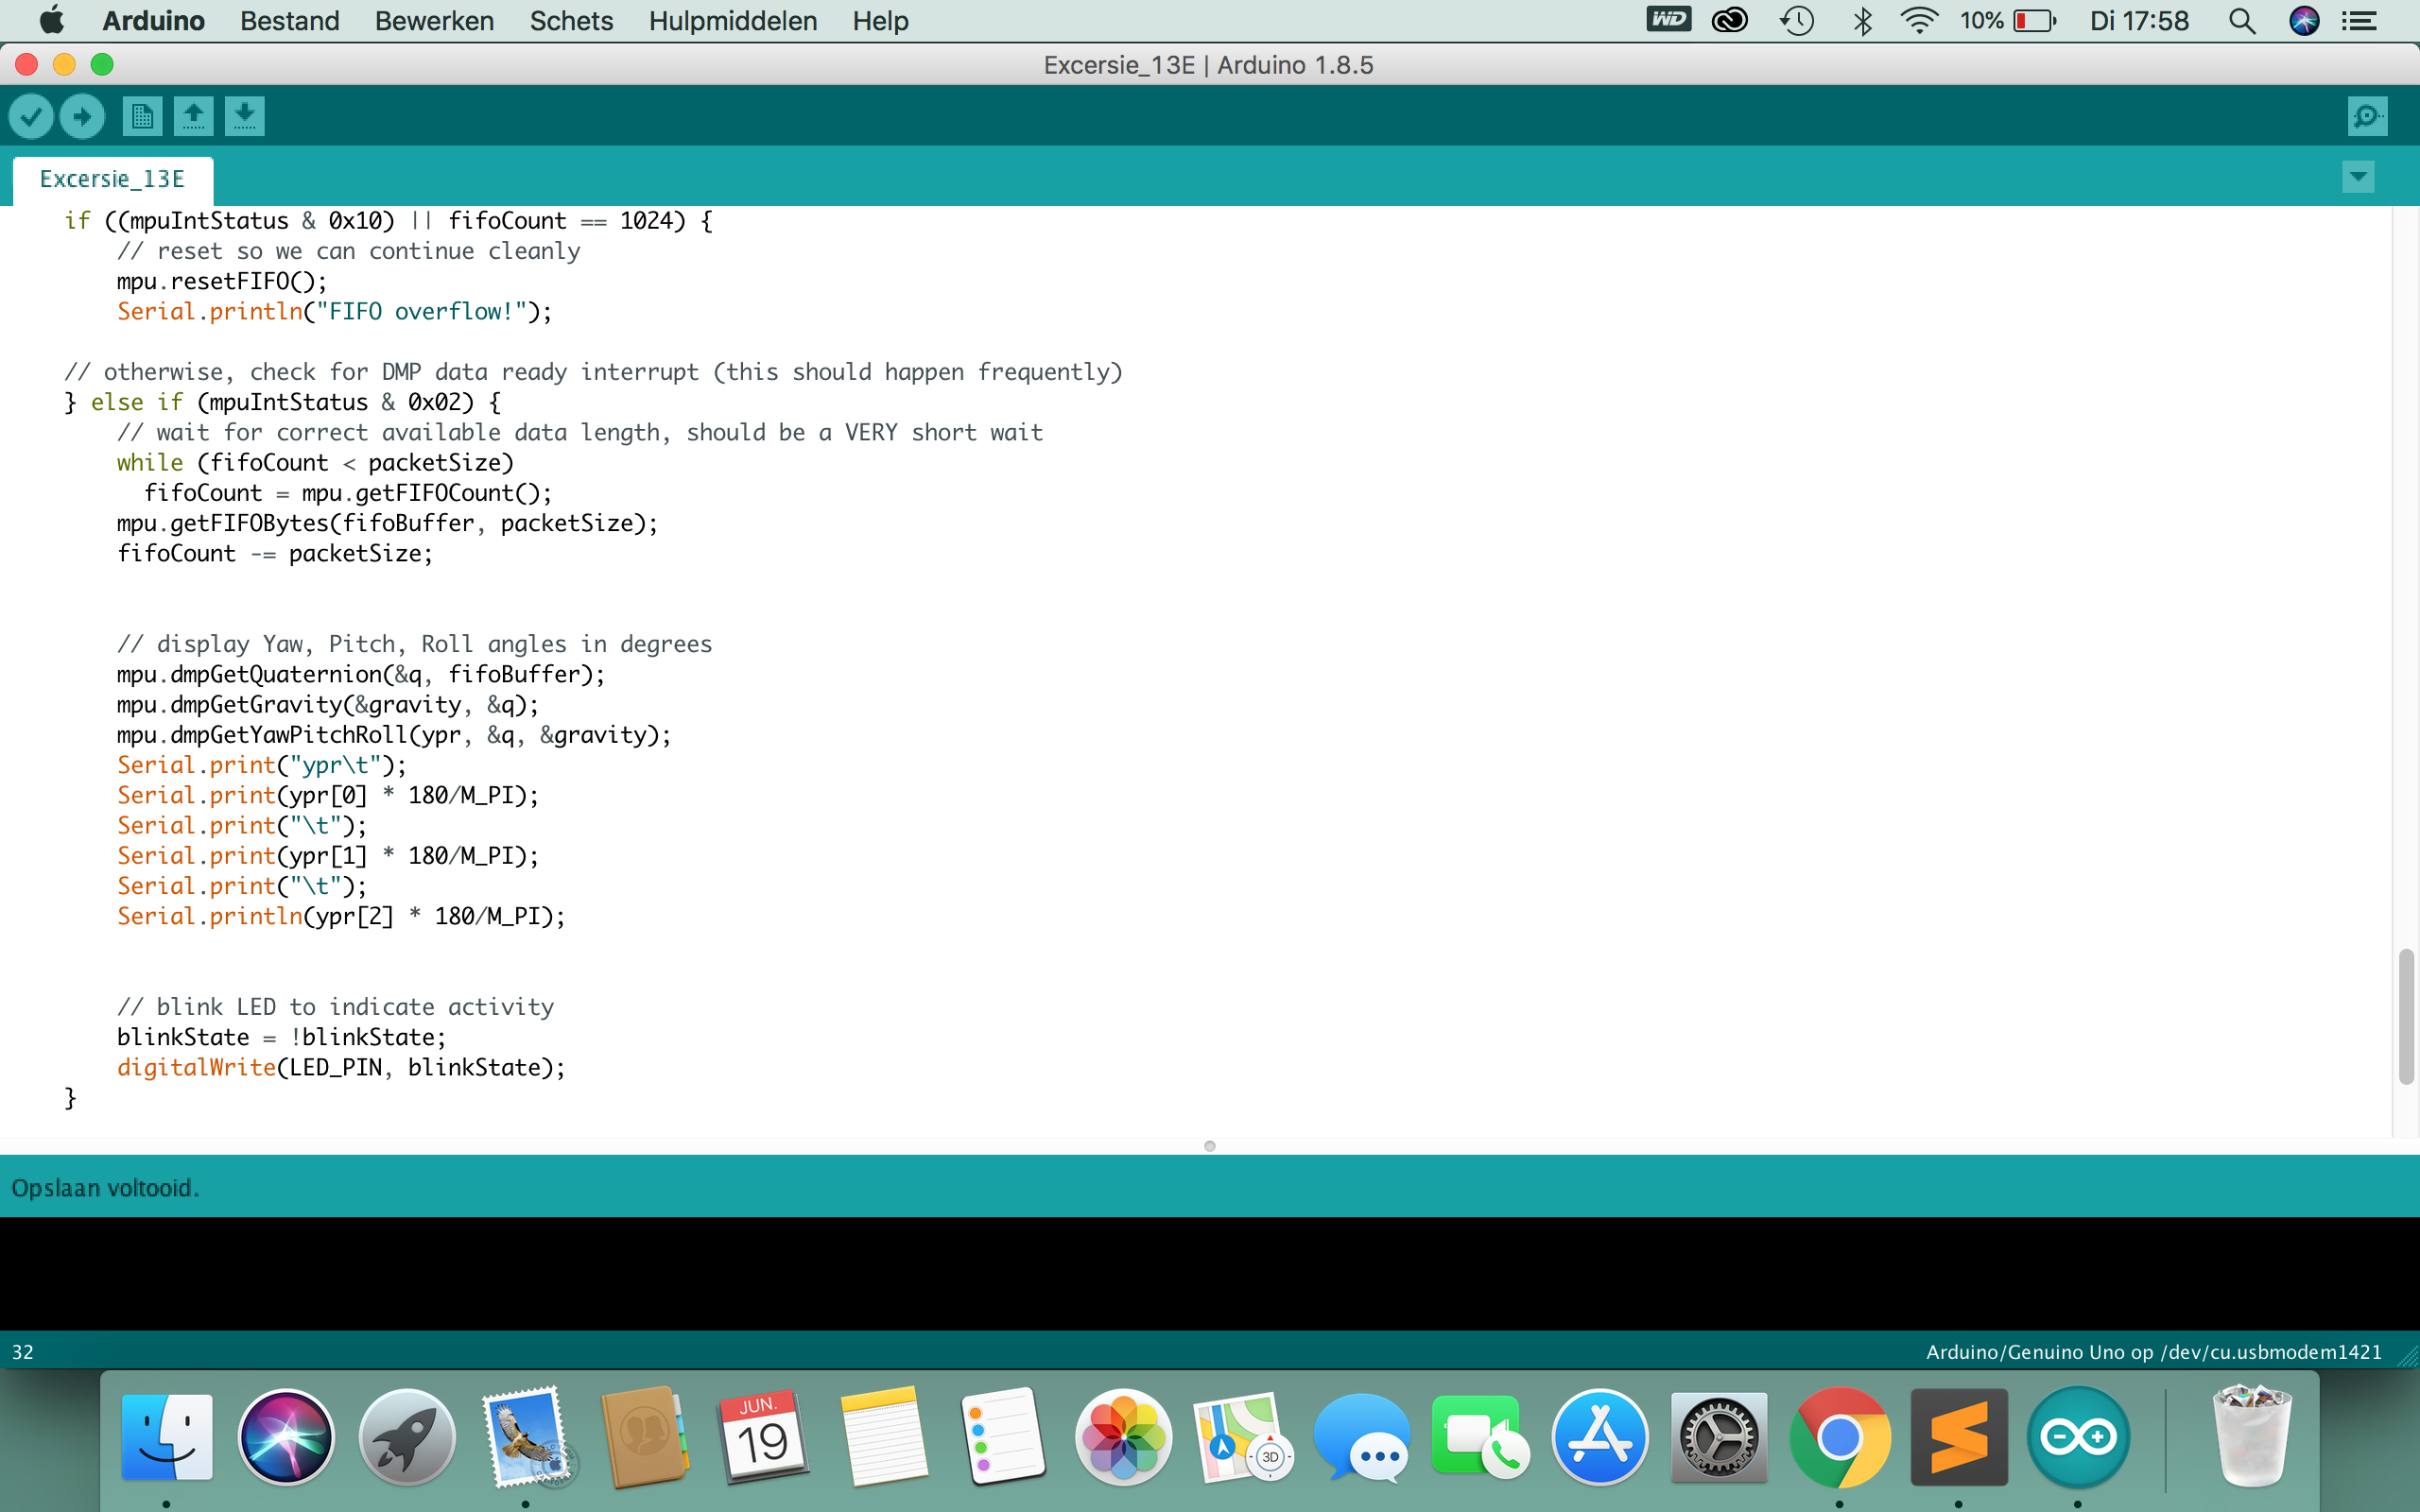 Arduino Bestand Bewerken Schets Hulpmiddelen Help WD 10% Di 17:58
Excersie_13E | Arduino 1.8.5
Excersie_13E
if ((mpuIntStatus & 0x10) || fifoCount == 1024) {
// reset so we can continue cleanly
mpu.resetFIFO();
Serial.println("FIFO overflow!");
// otherwise, check for DMP data ready interrupt (this should happen frequently)
} else if (mpuIntStatus & 0x02) {
// wait for correct available data length, should be a VERY short wait
while (fifoCount < packetSize)
fifoCount = mpu.getFIFOCount();
mpu.getFIFOBytes(fifoBuffer, packetSize);
fifoCount -= packetSize;
// display Yaw, Pitch, Roll angles in degrees
mpu.dmpGetQuaternion(&q, fifoBuffer);
mpu.dmpGetGravity(&gravity, &q);
mpu.dmpGetYawPitchRoll(ypr, &q, &gravity);
Serial.print("ypr\t");
Serial.print(ypr[0] * 180/M_PI);
Serial.print("\t");
Serial.print(ypr[1] * 180/M_PI);
Serial.print("\t");
Serial.println(ypr[2] * 180/M_PI);
// blink LED to indicate activity
blinkState = !blinkState;
digitalWrite(LED_PIN, blinkState);
}
Opslaan voltooid.
32 Arduino/Genuino Uno op /dev/cu.usbmodem1421
JUN.
19
3D